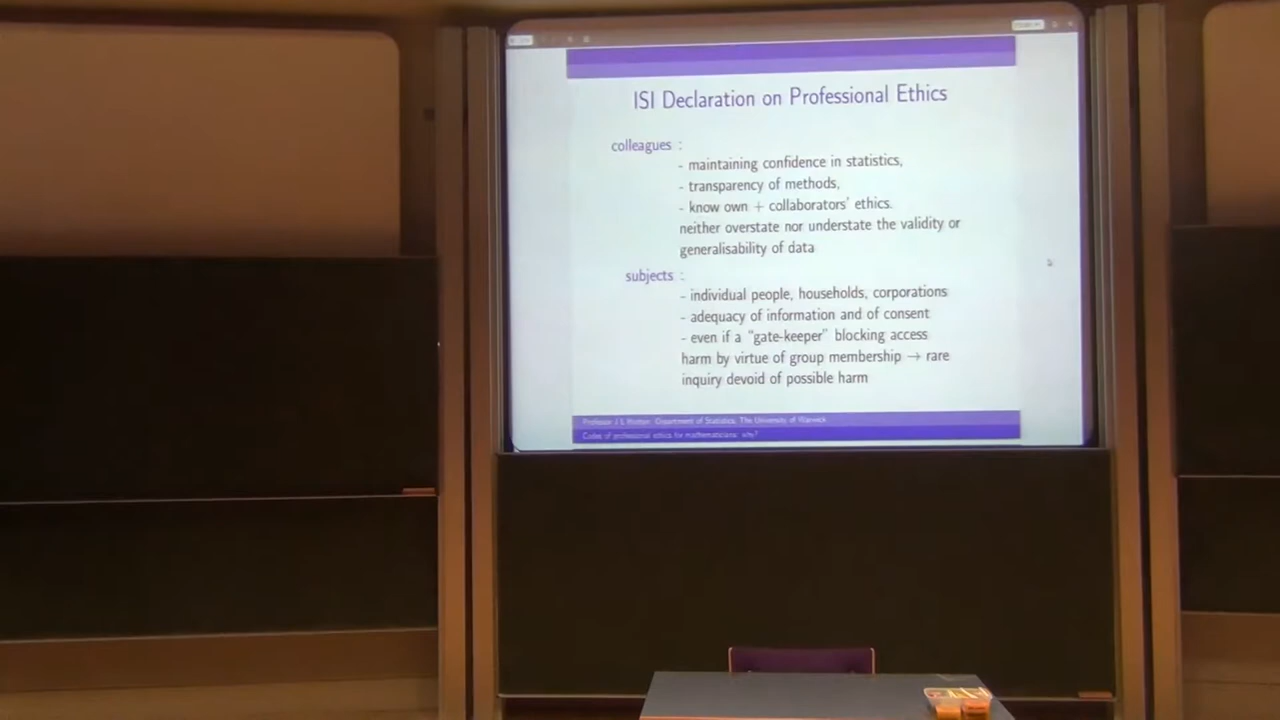 ISI Declaration on Professional Ethics
colleagues :
- maintaining confidence in statistics,
- transparency of methods,
- know own + collaborators' ethics.
neither overstate nor understate the validity or
generalisability of data
subjects :
- individual people, households, corporations
- adequacy of information and of consent
- even if a "gate-keeper" blocking access
harm by virtue of group membership → rare
inquiry devoid of possible harm
Professor J L Hutton: Department of Statistics, The University of Warwick
Codes of professional ethics for mathematicians: why?